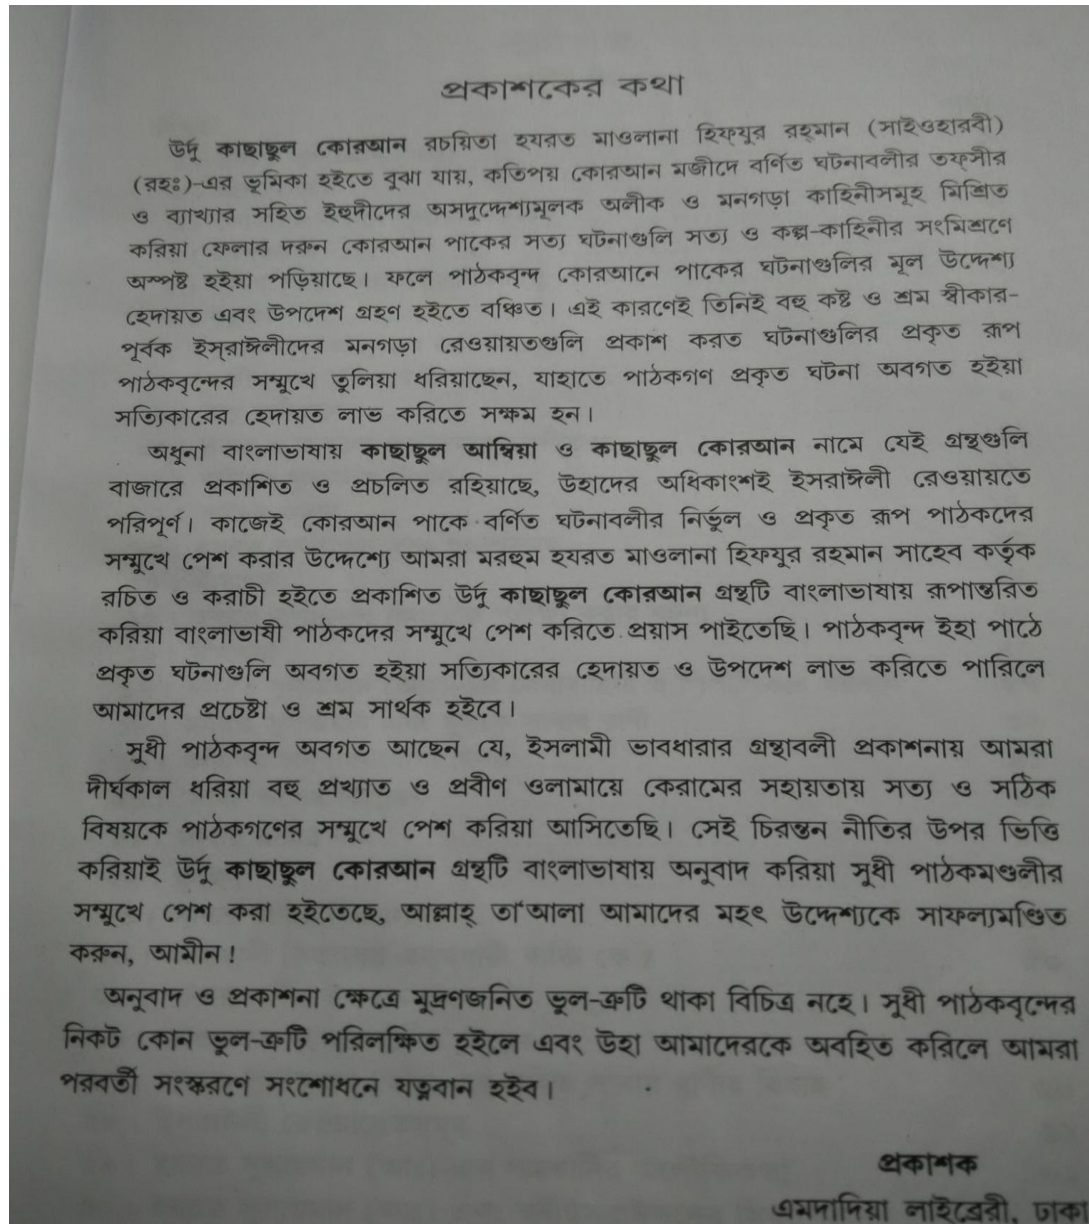 প্রকাশকের কথা
উর্দু কাছাছুল কোরআন রচয়িতা হযরত মাওলানা হিফযুর রহমান (সাইওহারবী)
(রহঃ)-এর ভূমিকা হইতে বুঝা যায়, কতিপয় কোরআন মজীদে বর্ণিত ঘটনাবলীর তফসীর
ও ব্যাখ্যার সহিত ইহুদীদের অসদুদ্দেশ্যমূলক অলীক ও মনগড়া কাহিনীসমূহ মিশ্রিত
করিয়া ফেলার দরুন কোরআন পাকের সত্য ঘটনাগুলি সত্য ও কল্প-কাহিনীর সংমিশ্রণে
অস্পষ্ট হইয়া পড়িয়াছে। ফলে পাঠকবৃন্দ কোরআনে পাকের ঘটনাগুলির মূল উদ্দেশ্য
হেদায়ত এবং উপদেশ গ্রহণ হইতে বঞ্চিত। এই কারণেই তিনিই বহু কষ্ট ও শ্রম স্বীকার-
পূর্বক ইস্রাঈলীদের মনগড়া রেওয়ায়তগুলি প্রকাশ করত ঘটনাগুলির প্রকৃত রূপ
পাঠকবৃন্দের সম্মুখে তুলিয়া ধরিয়াছেন, যাহাতে পাঠকগণ প্রকৃত ঘটনা অবগত হইয়া
সত্যিকারের হেদায়ত লাভ করিতে সক্ষম হন।
অধুনা বাংলাভাষায় কাছাছুল আম্বিয়া ও কাছাছুল কোরআন নামে যেই গ্রন্থগুলি
বাজারে প্রকাশিত ও প্রচলিত রহিয়াছে, উহাদের অধিকাংশই ইসরাঈলী রেওয়ায়তে
পরিপূর্ণ। কাজেই কোরআন পাকে বর্ণিত ঘটনাবলীর নির্ভুল ও প্রকৃত রূপ পাঠকদের
সম্মুখে পেশ করার উদ্দেশ্যে আমরা মরহুম হযরত মাওলানা হিফযুর রহমান সাহেব কর্তৃক
রচিত ও করাচী হইতে প্রকাশিত উর্দু কাছাছুল কোরআন গ্রন্থটি বাংলাভাষায় রূপান্তরিত
করিয়া বাংলাভাষী পাঠকদের সম্মুখে পেশ করিতে প্রয়াস পাইতেছি। পাঠকবৃন্দ ইহা পাঠে
প্রকৃত ঘটনাগুলি অবগত হইয়া সত্যিকারের হেদায়ত ও উপদেশ লাভ করিতে পারিলে
আমাদের প্রচেষ্টা ও শ্রম সার্থক হইবে।
সুধী পাঠকবৃন্দ অবগত আছেন যে, ইসলামী ভাবধারার গ্রন্থাবলী প্রকাশনায় আমরা
দীর্ঘকাল ধরিয়া বহু প্রখ্যাত ও প্রবীণ ওলামায়ে কেরামের সহায়তায় সত্য ও সঠিক
বিষয়কে পাঠকগণের সম্মুখে পেশ করিয়া আসিতেছি। সেই চিরন্তন নীতির উপর ভিত্তি
করিয়াই উর্দু কাছাছুল কোরআন গ্রন্থটি বাংলাভাষায় অনুবাদ করিয়া সুধী পাঠকমণ্ডলীর
সম্মুখে পেশ করা হইতেছে, আল্লাহ্ তা'আলা আমাদের মহৎ উদ্দেশ্যকে সাফল্যমণ্ডিত
করুন, আমীন!
অনুবাদ ও প্রকাশনা ক্ষেত্রে মুদ্রণজনিত ভুল-ত্রুটি থাকা বিচিত্র নহে। সুধী পাঠকবৃন্দের
নিকট কোন ভুল-ত্রুটি পরিলক্ষিত হইলে এবং উহা আমাদেরকে অবহিত করিলে আমরা
পরবর্তী সংস্করণে সংশোধনে যত্নবান হইব।
প্রকাশক
এমদাদিয়া লাইব্রেরী, ঢাকা